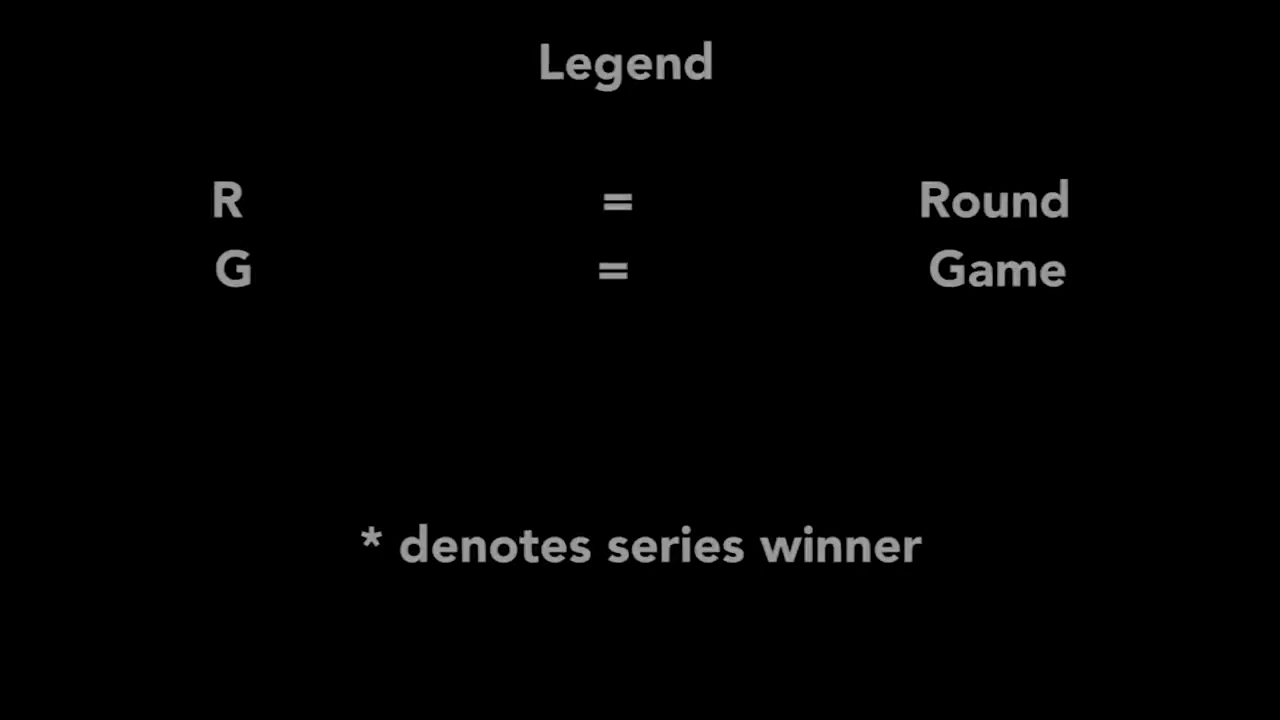 Legend
R = Round
G = Game
* denotes series winner